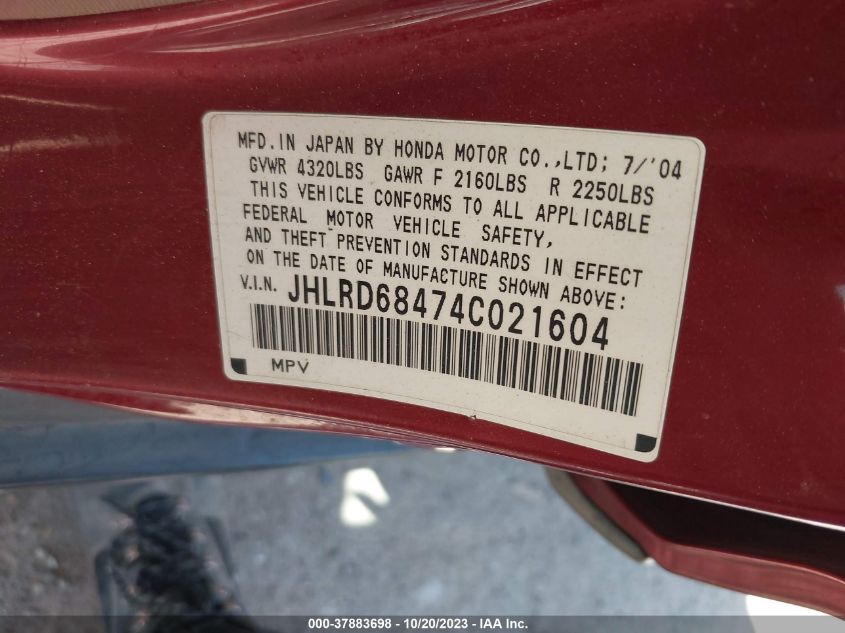 MFD.IN JAPAN BY HONDA MOTOR CO.,LTD; 7/'04
GVWR 4320LBS GAWR F 2160LBS R 2250LBS
THIS VEHICLE CONFORMS TO ALL APPLICABLE
FEDERAL MOTOR VEHICLE SAFETY,
AND THEFT PREVENTION STANDARDS IN EFFECT
ON THE DATE OF MANUFACTURE SHOWN ABOVE:
V.I.N. JHLRD68474C021604
MPV
000-37883698 - 10/20/2023 - IAA Inc.